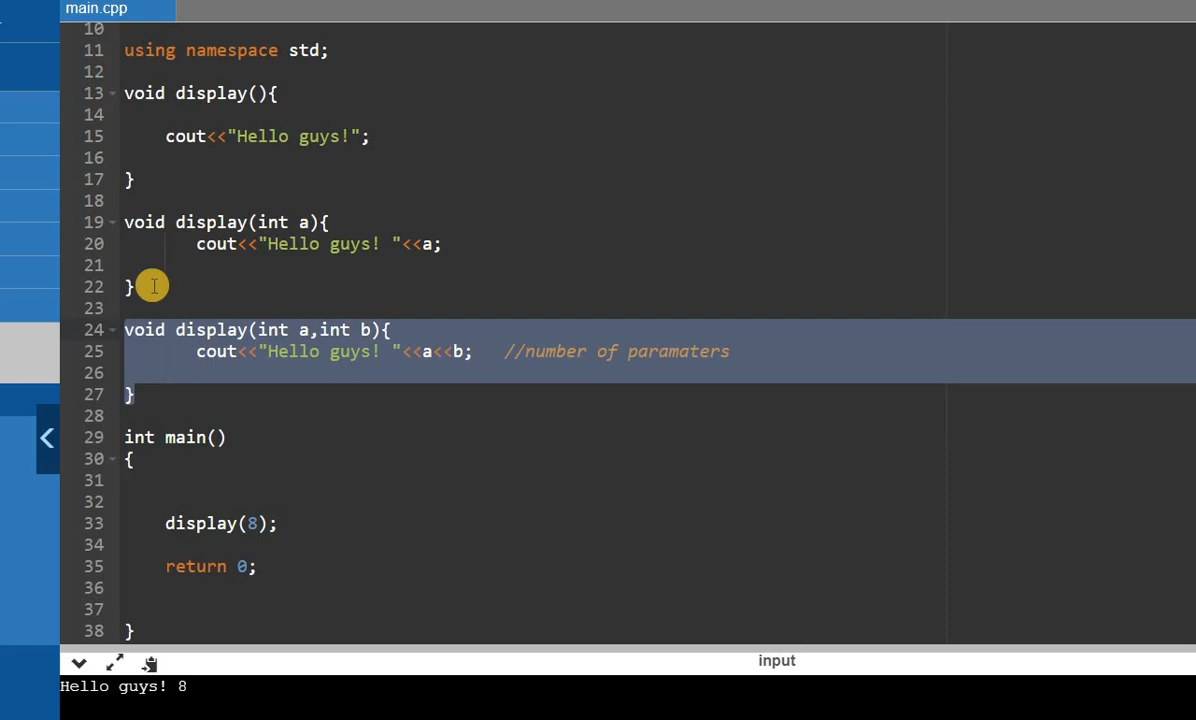 main.cpp
10
11 using namespace std;
12
13 void display(){
14
15 cout<<"Hello guys!";
16
17 }
18
19 void display(int a){
20 cout<<"Hello guys! "<<a;
21
22 }
23
24 void display(int a,int b){
25 cout<<"Hello guys! "<<a<<b; //number of paramaters
26
27 }
28
29 int main()
30 {
31
32
33 display(8);
34
35 return 0;
36
37
38 }
input
Hello guys! 8